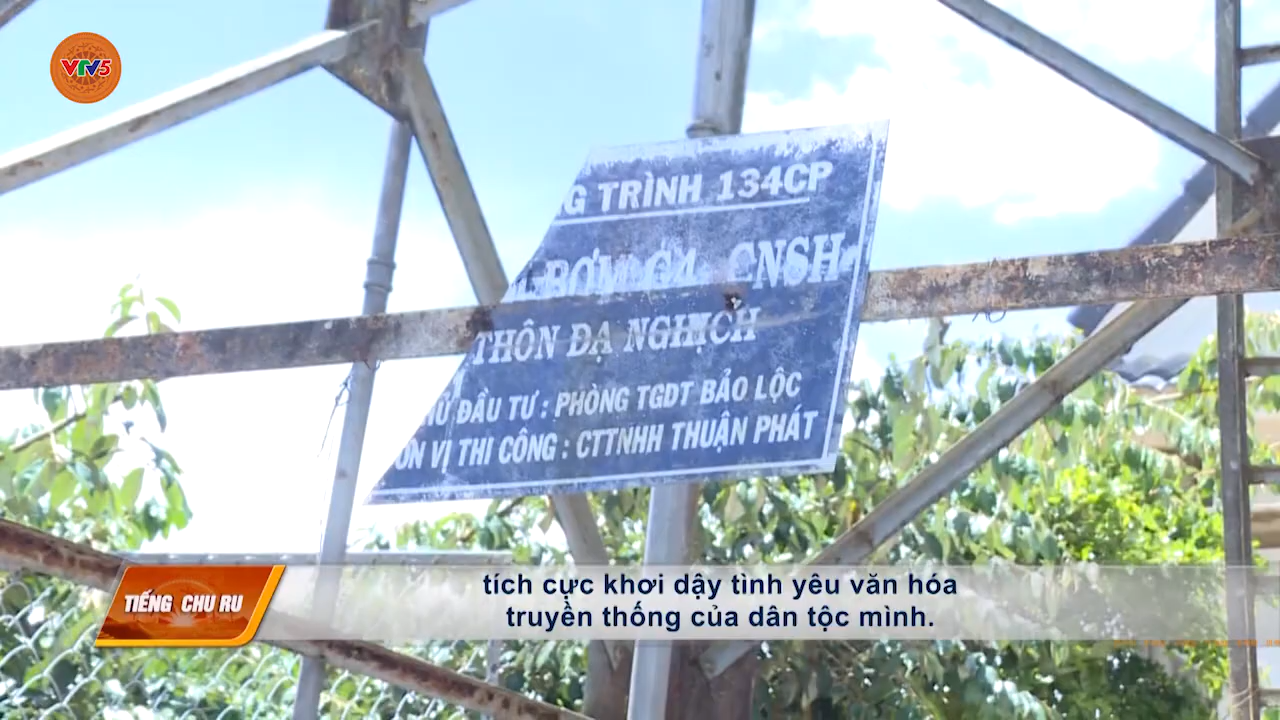 VTV5
G TRÌNH 134CP
BƠM CNSH
THÔN ĐẠ NGHỊCH
Ủ ĐẦU TƯ : PHÒNG TGDT BẢO LỘC
ƠN VỊ THI CÔNG : CTTNHH THUẬN PHÁT
TIẾNG CHU RU
tích cực khơi dậy tình yêu văn hóa
truyền thống của dân tộc mình.